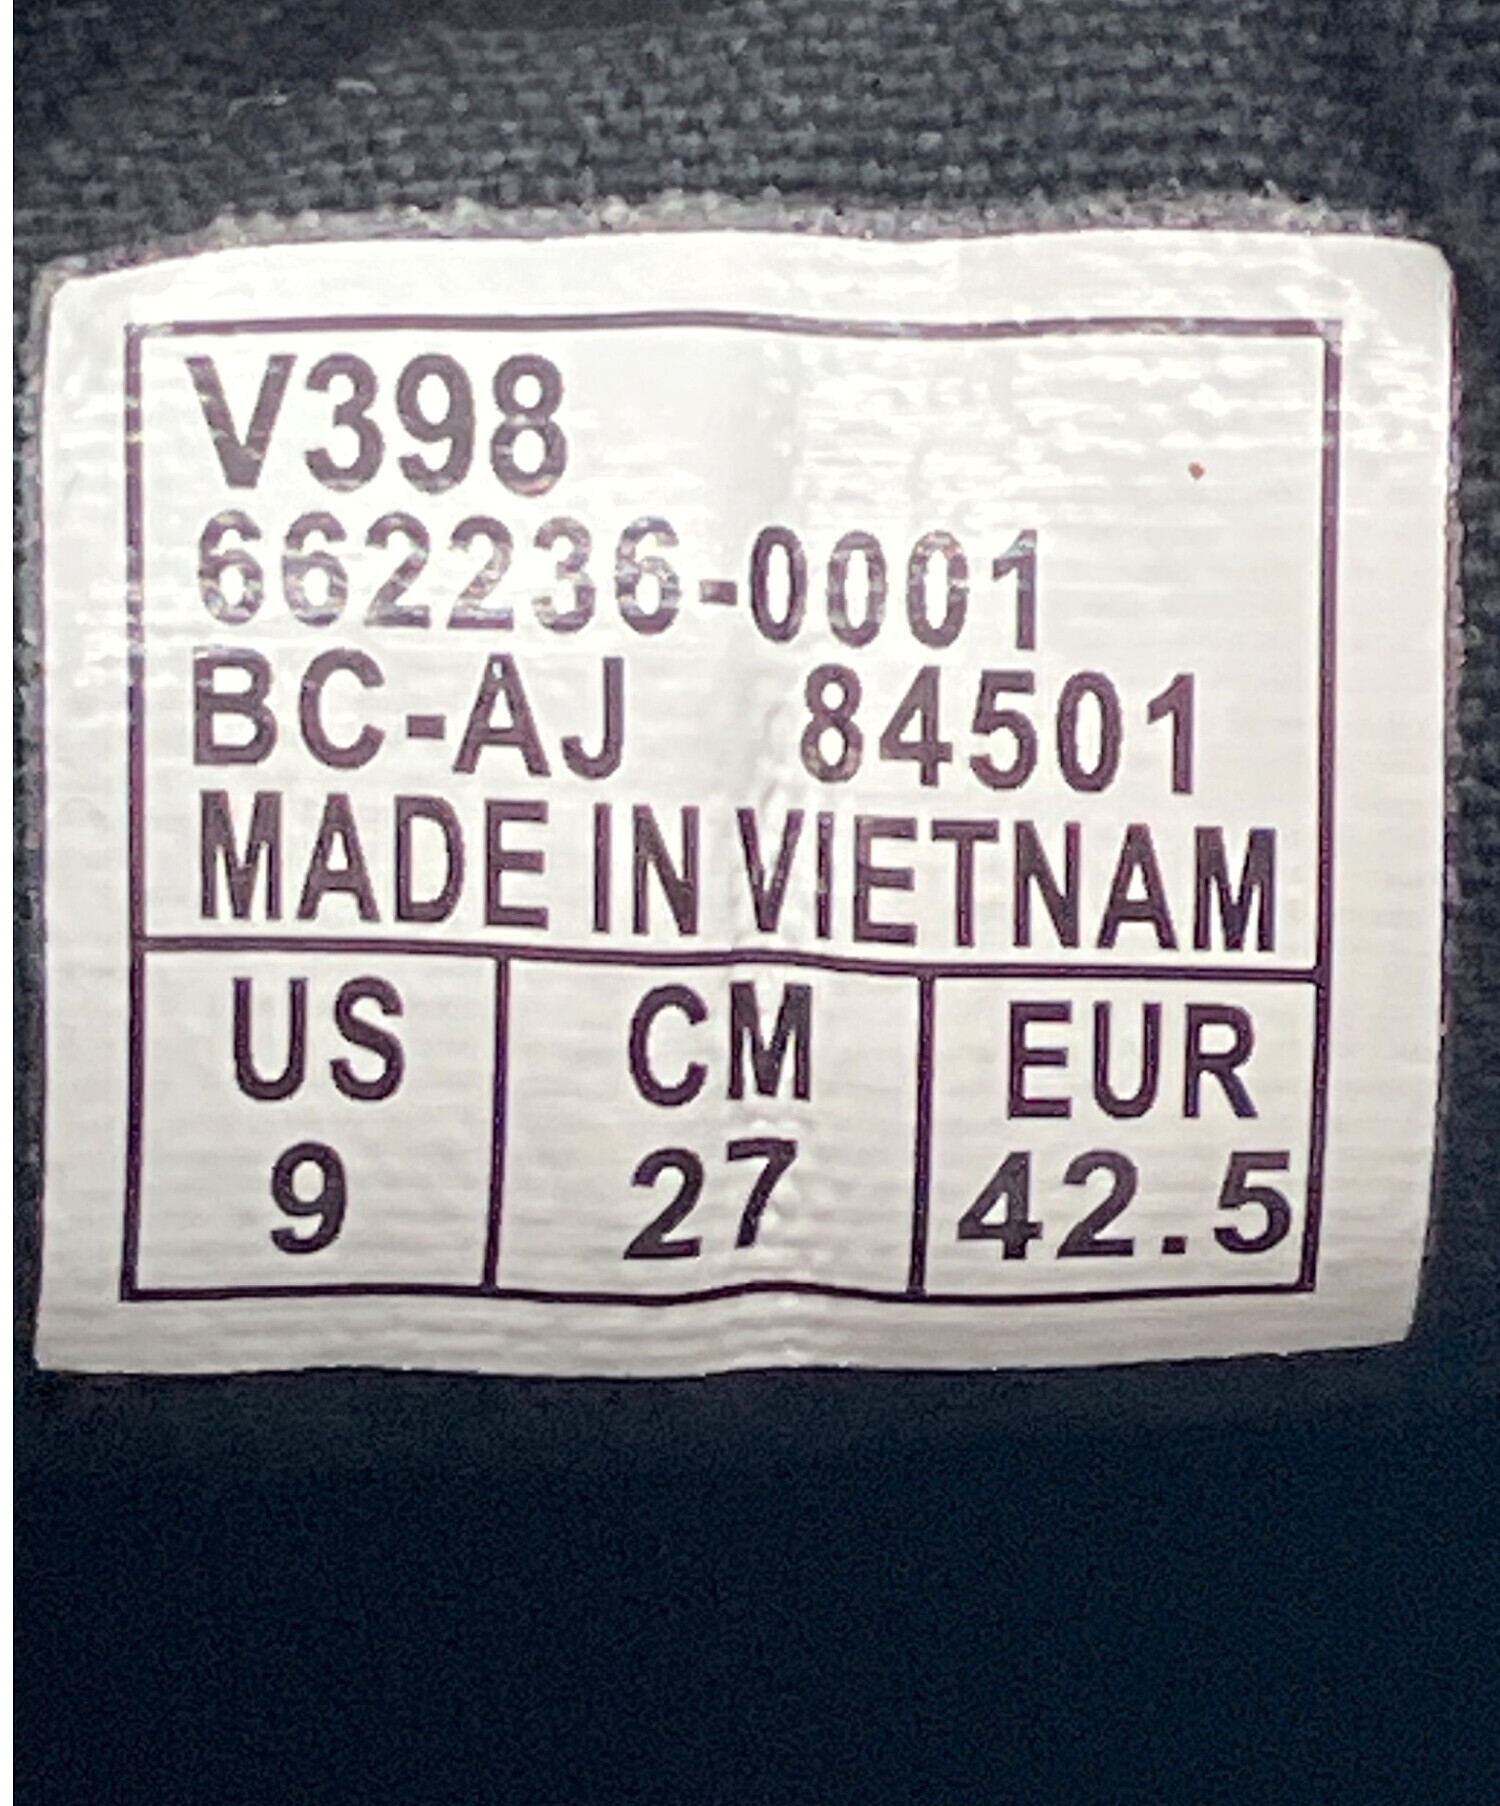 V398
662236-0001
BC-AJ 84501
MADE IN VIETNAM
US CM EUR
9 27 42.5